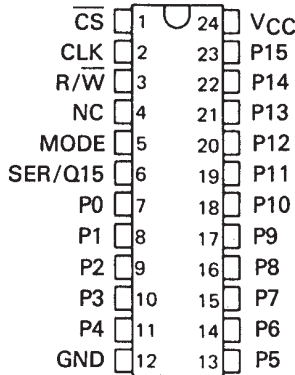 C̅S̅ 1 24 VCC
CLK 2 23 P15
R/W̅ 3 22 P14
NC 4 21 P13
MODE 5 20 P12
SER/Q15 6 19 P11
P0 7 18 P10
P1 8 17 P9
P2 9 16 P8
P3 10 15 P7
P4 11 14 P6
GND 12 13 P5